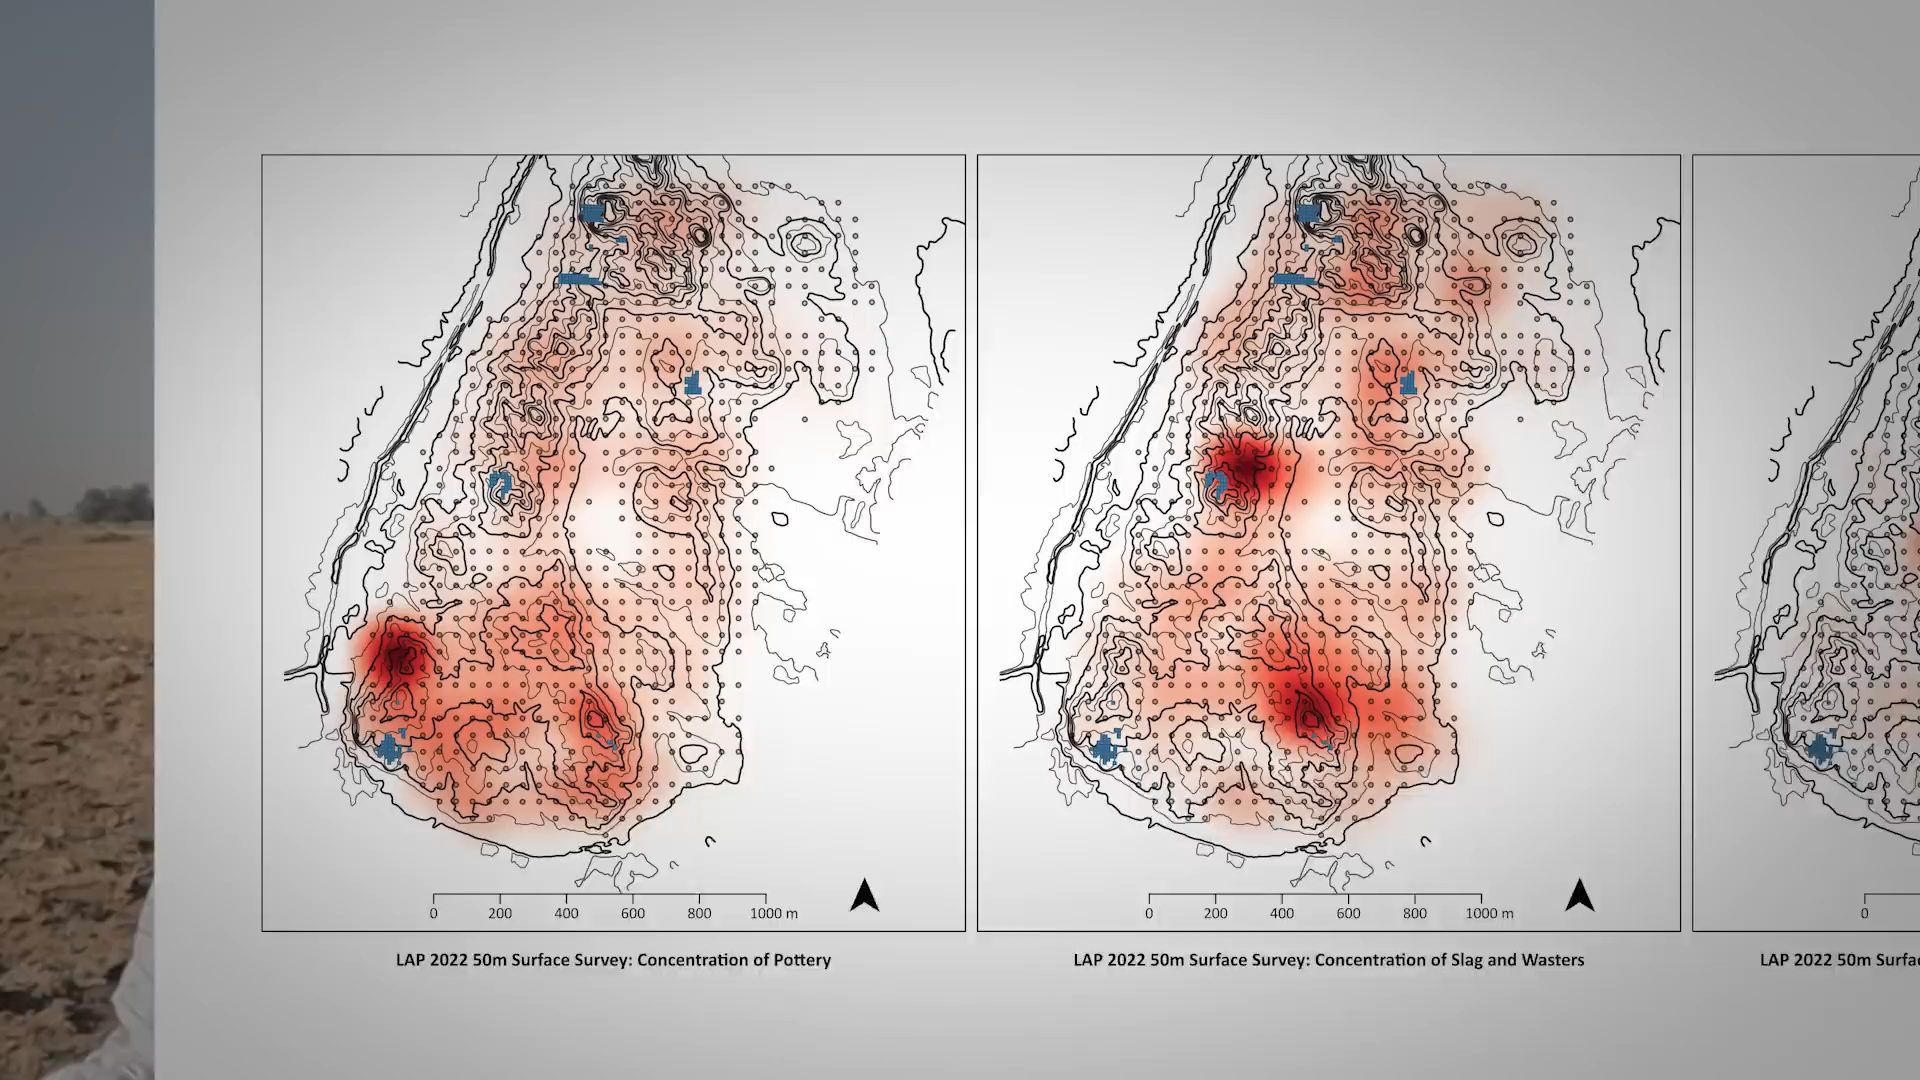 0 200 400 600 800 1000 m
LAP 2022 50m Surface Survey: Concentration of Pottery
0 200 400 600 800 1000 m
LAP 2022 50m Surface Survey: Concentration of Slag and Wasters
0
LAP 2022 50m